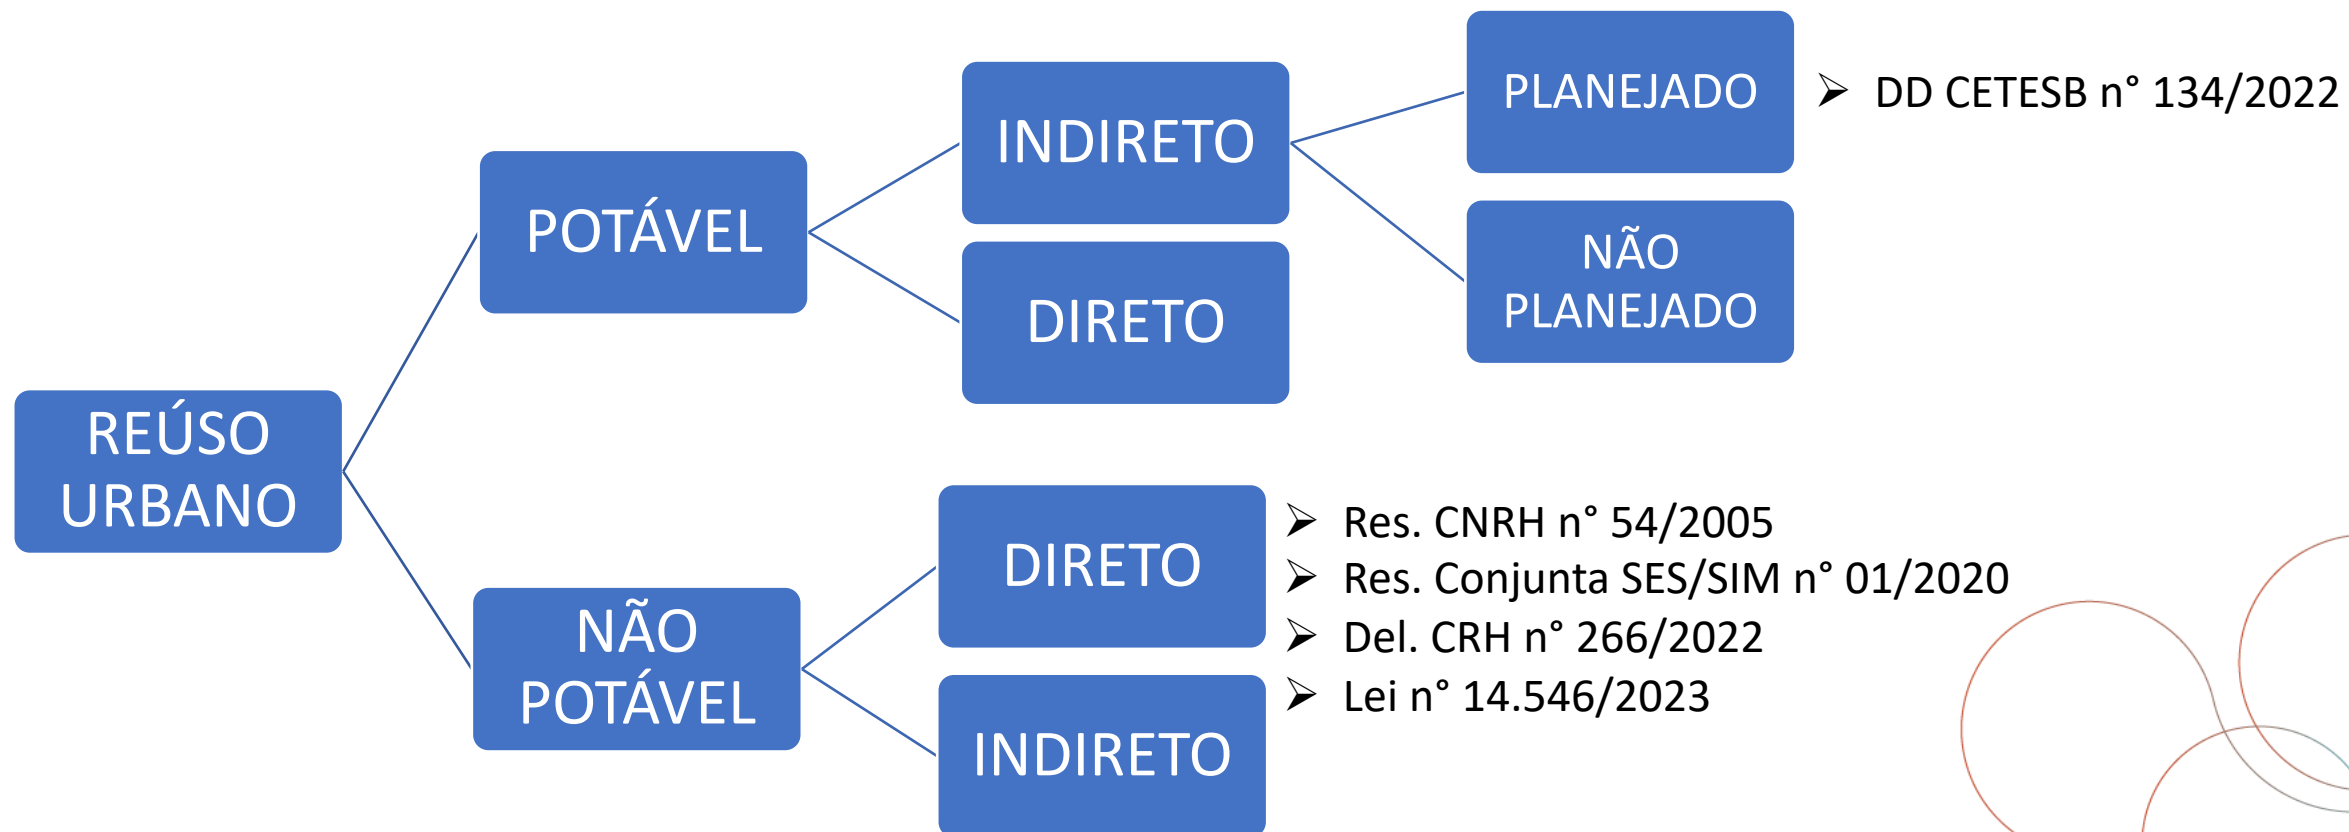 REÚSO
URBANO
POTÁVEL
INDIRETO
PLANEJADO
➢ DD CETESB n° 134/2022
NÃO
PLANEJADO
DIRETO
NÃO
POTÁVEL
DIRETO
➢ Res. CNRH n° 54/2005
➢ Res. Conjunta SES/SIM n° 01/2020
➢ Del. CRH n° 266/2022
➢ Lei n° 14.546/2023
INDIRETO